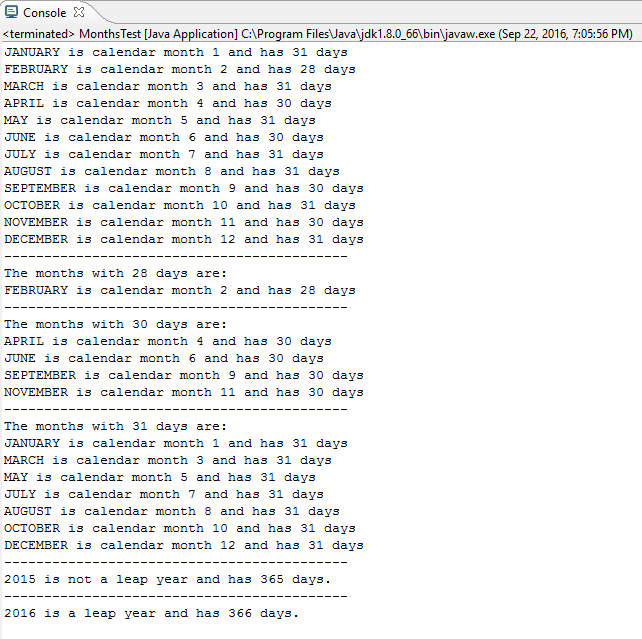 Console
<terminated> MonthsTest [Java Application] C:\Program Files\Java\jdk1.8.0_66\bin\javaw.exe (Sep 22, 2016, 7:05:56 PM)
JANUARY is calendar month 1 and has 31 days
FEBRUARY is calendar month 2 and has 28 days
MARCH is calendar month 3 and has 31 days
APRIL is calendar month 4 and has 30 days
MAY is calendar month 5 and has 31 days
JUNE is calendar month 6 and has 30 days
JULY is calendar month 7 and has 31 days
AUGUST is calendar month 8 and has 31 days
SEPTEMBER is calendar month 9 and has 30 days
OCTOBER is calendar month 10 and has 31 days
NOVEMBER is calendar month 11 and has 30 days
DECEMBER is calendar month 12 and has 31 days
-------------------------------------------
The months with 28 days are:
FEBRUARY is calendar month 2 and has 28 days
-------------------------------------------
The months with 30 days are:
APRIL is calendar month 4 and has 30 days
JUNE is calendar month 6 and has 30 days
SEPTEMBER is calendar month 9 and has 30 days
NOVEMBER is calendar month 11 and has 30 days
-------------------------------------------
The months with 31 days are:
JANUARY is calendar month 1 and has 31 days
MARCH is calendar month 3 and has 31 days
MAY is calendar month 5 and has 31 days
JULY is calendar month 7 and has 31 days
AUGUST is calendar month 8 and has 31 days
OCTOBER is calendar month 10 and has 31 days
DECEMBER is calendar month 12 and has 31 days
-------------------------------------------
2015 is not a leap year and has 365 days.
-------------------------------------------
2016 is a leap year and has 366 days.